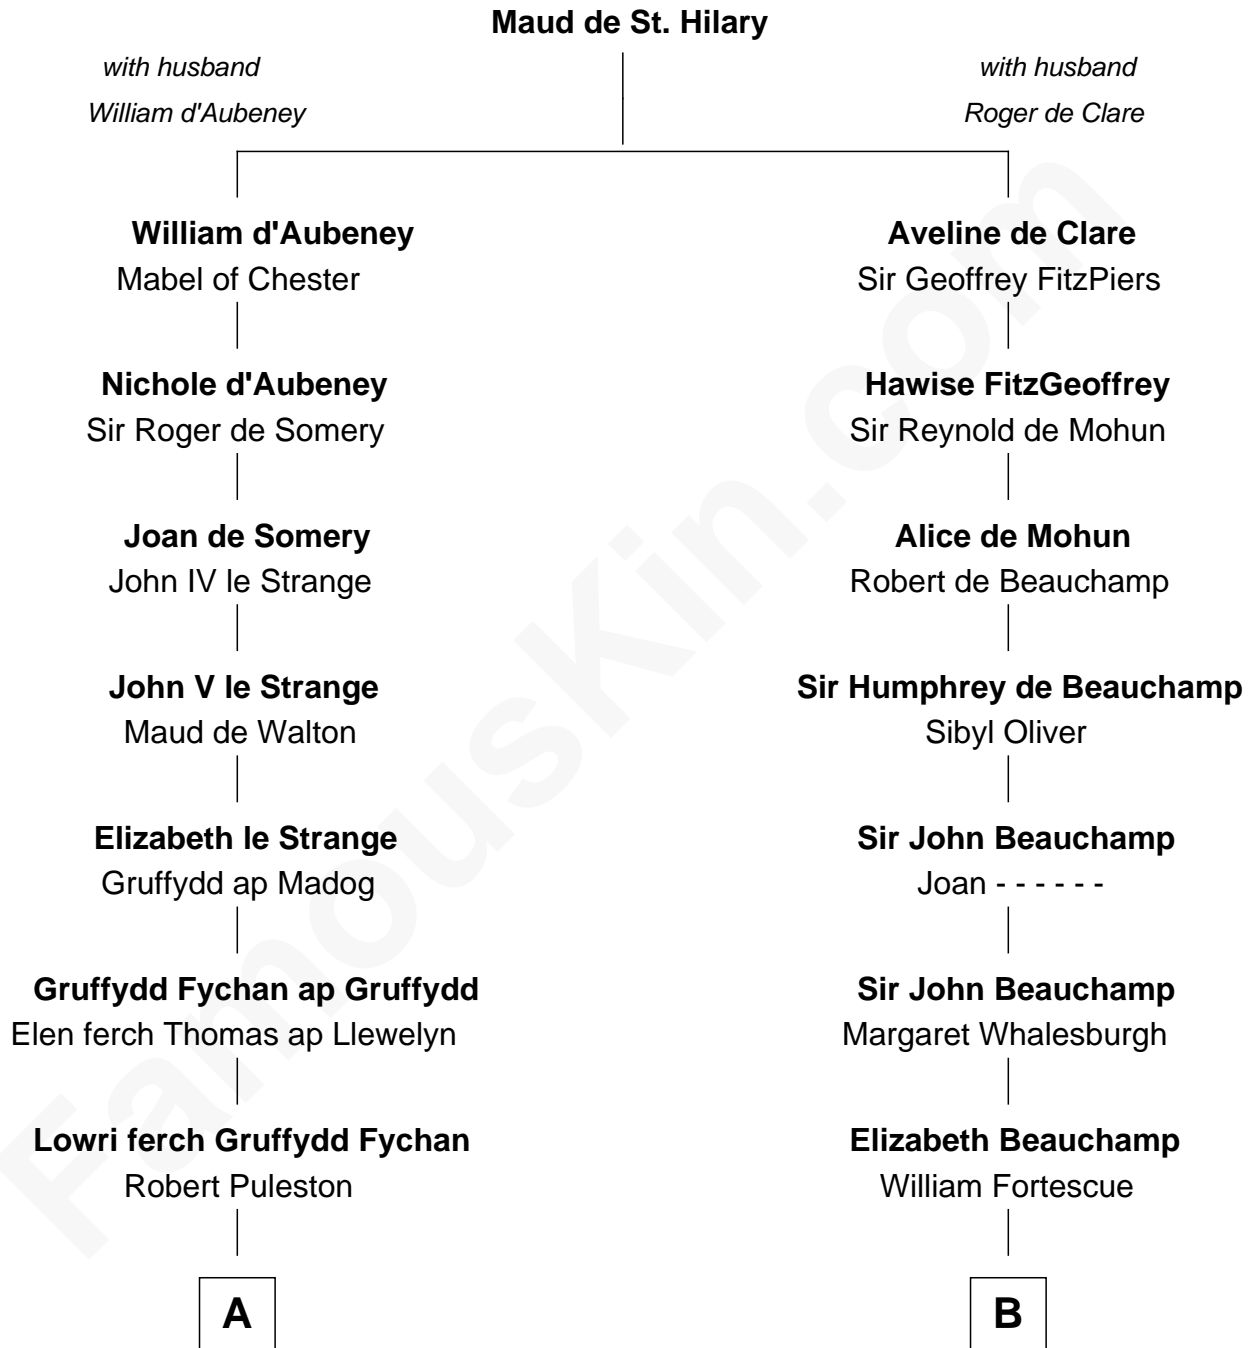 Maud de St. Hilary
with husband
William d'Aubeney
with husband
Roger de Clare
William d'Aubeney
Mabel of Chester
Aveline de Clare
Sir Geoffrey FitzPiers
Nichole d'Aubeney
Sir Roger de Somery
Hawise FitzGeoffrey
Sir Reynold de Mohun
Joan de Somery
John IV le Strange
Alice de Mohun
Robert de Beauchamp
John V le Strange
Maud de Walton
Sir Humphrey de Beauchamp
Sibyl Oliver
Elizabeth le Strange
Gruffydd ap Madog
Sir John Beauchamp
Joan - - - - - -
Gruffydd Fychan ap Gruffydd
Elen ferch Thomas ap Llewelyn
Sir John Beauchamp
Margaret Whalesburgh
Lowri ferch Gruffydd Fychan
Robert Puleston
Elizabeth Beauchamp
William Fortescue
A
B
FamousKin.com